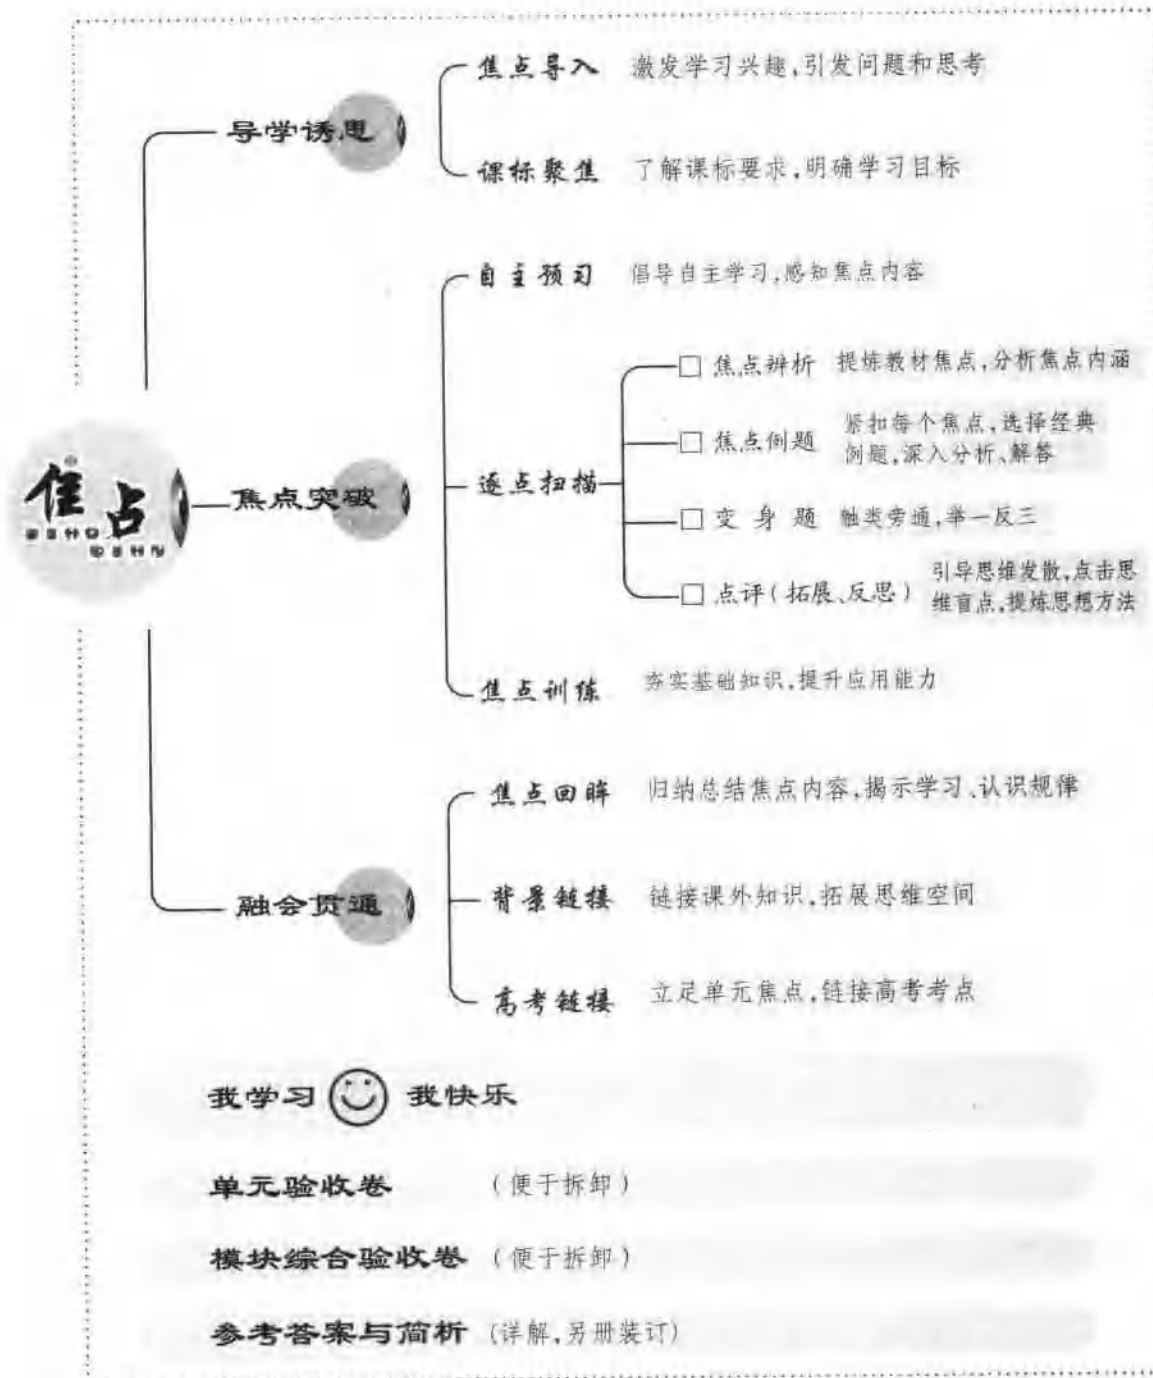 焦点导入 激发学习兴趣,引发问题和思考
导学诱思
课标聚焦 了解课标要求,明确学习目标
自主预习 倡导自主学习,感知焦点内容
□ 焦点辨析 提炼教材焦点,分析焦点内涵
□ 焦点例题 紧扣每个焦点,选择经典
例题,深入分析、解答
焦点
焦点突破
逐点扫描
□ 变身题 触类旁通,举一反三
□ 点评(拓展、反思) 引导思维发散,点击思
维盲点,提炼思想方法
焦点训练 夯实基础知识,提升应用能力
焦点回眸 归纳总结焦点内容,揭示学习、认识规律
融会贯通
背景链接 链接课外知识,拓展思维空间
高考链接 立足单元焦点,链接高考考点
我学习 我快乐
单元验收卷 (便于拆卸)
模块综合验收卷 (便于拆卸)
参考答案与简析 (详解,另册装订)